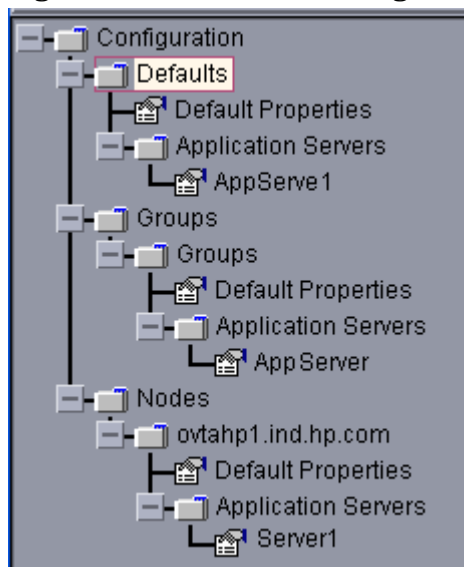 Configuration
Defaults
Default Properties
Application Servers
AppServe1
Groups
Groups
Default Properties
Application Servers
AppServer
Nodes
ovtahp1.ind.hp.com
Default Properties
Application Servers
Server1